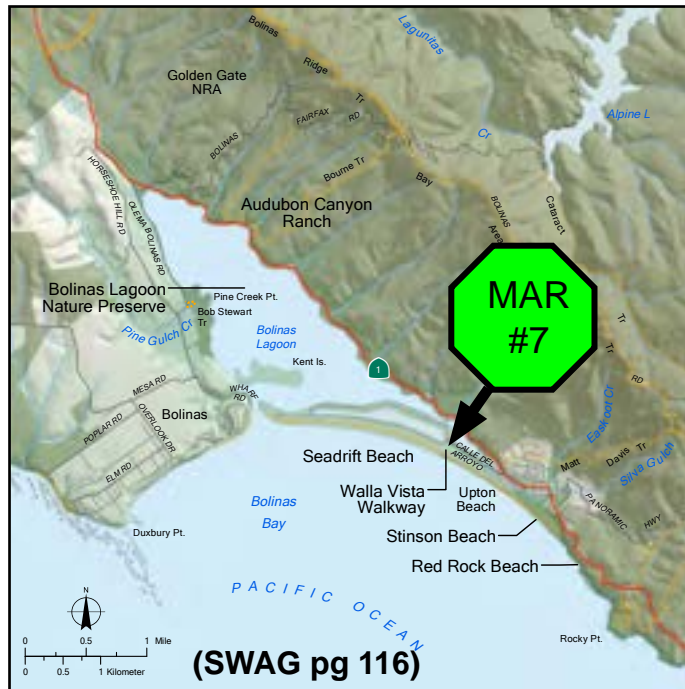 Bolinas
Ridge
Tr
Lagunitas
Cr
Golden Gate
NRA
FAIRFAX
RD
BOLINAS
Alpine L
Bourne Tr
Bay
Audubon Canyon
Ranch
BOLINAS
Area
Cataract
HORSESHOE HILL RD
OLEMA BOLINAS RD
MAR
#7
Bolinas Lagoon
Nature Preserve
Pine Creek Pt.
Bob Stewart
Tr
Pine Gulch Cr
Bolinas
Lagoon
Tr
Tr
Kent Is.
1
RD
MESA RD
WHARF
RD
Bolinas
POPLAR RD
OVERLOOK DR
ELM RD
Easkoot Cr
CALLE DEL
ARROYO
Seadrift Beach
Matt
Davis
Tr
Silva Gulch
Walla Vista
Walkway
Upton
Beach
PANORAMIC
HWY
Bolinas
Bay
Duxbury Pt.
Stinson Beach
Red Rock Beach
PACIFIC OCEAN
N
0 0.5 1 Mile
0 0.5 1 Kilometer
Rocky Pt.
(SWAG pg 116)